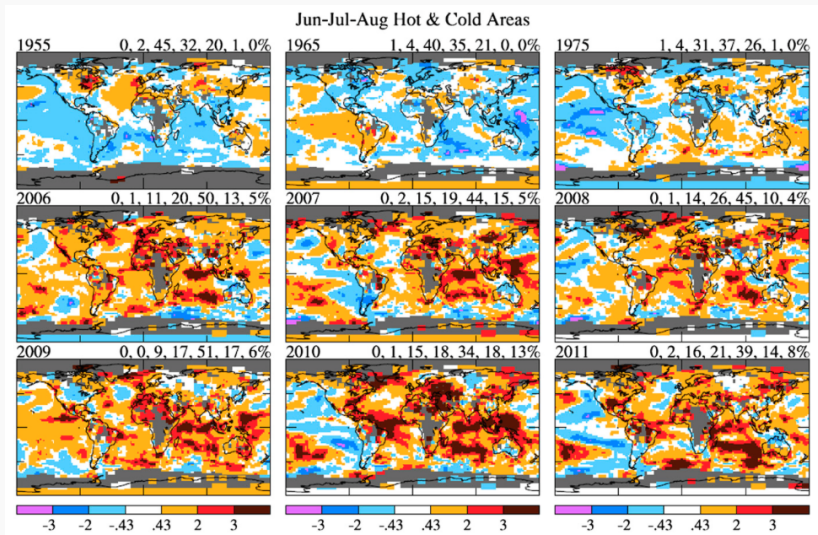 Jun-Jul-Aug Hot & Cold Areas
1955 0, 2, 45, 32, 20, 1, 0% 1965 1, 4, 40, 35, 21, 0, 0% 1975 1, 4, 31, 37, 26, 1, 0%
2006 0, 1, 11, 20, 50, 13, 5% 2007 0, 2, 15, 19, 44, 15, 5% 2008 0, 1, 14, 26, 45, 10, 4%
2009 0, 0, 9, 17, 51, 17, 6% 2010 0, 1, 15, 18, 34, 18, 13% 2011 0, 2, 16, 21, 39, 14, 8%
-3 -2 -.43 .43 2 3 -3 -2 -.43 .43 2 3 -3 -2 -.43 .43 2 3